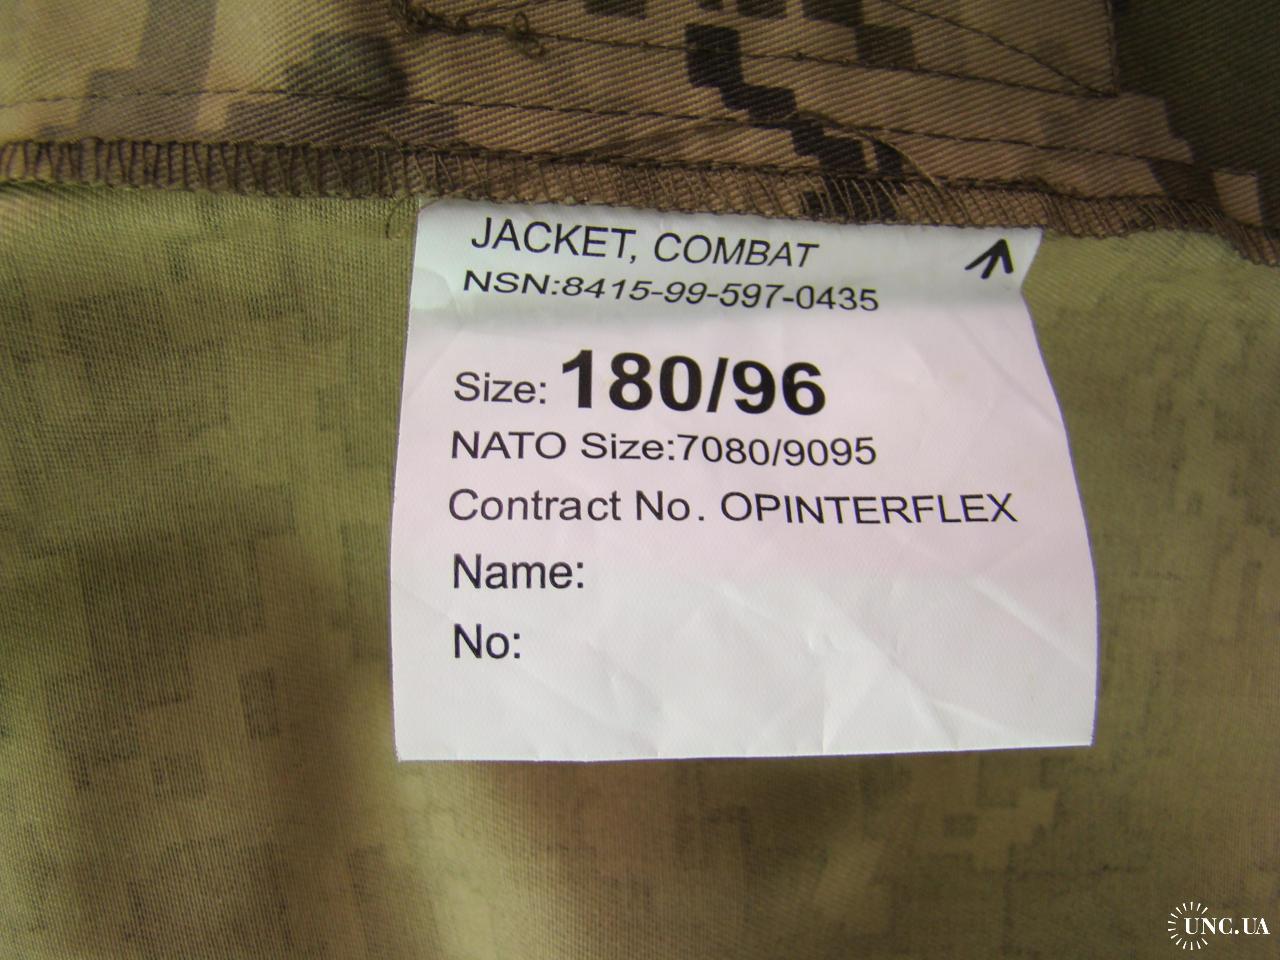 JACKET, COMBAT
NSN:8415-99-597-0435
Size: 180/96
NATO Size:7080/9095
Contract No. OPINTERFLEX
Name:
No:
UNC.UA